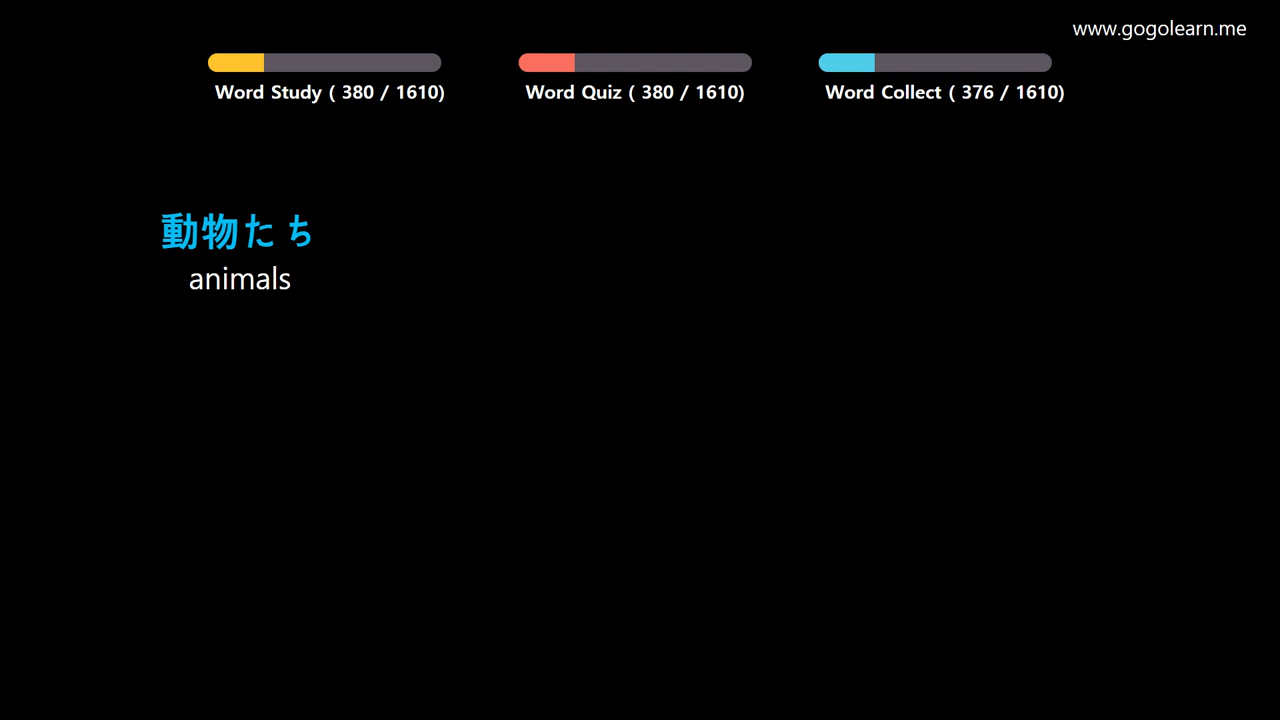 www.gogolearn.me
Word Study ( 380 / 1610)
Word Quiz ( 380 / 1610)
Word Collect ( 376 / 1610)
動物たち
animals